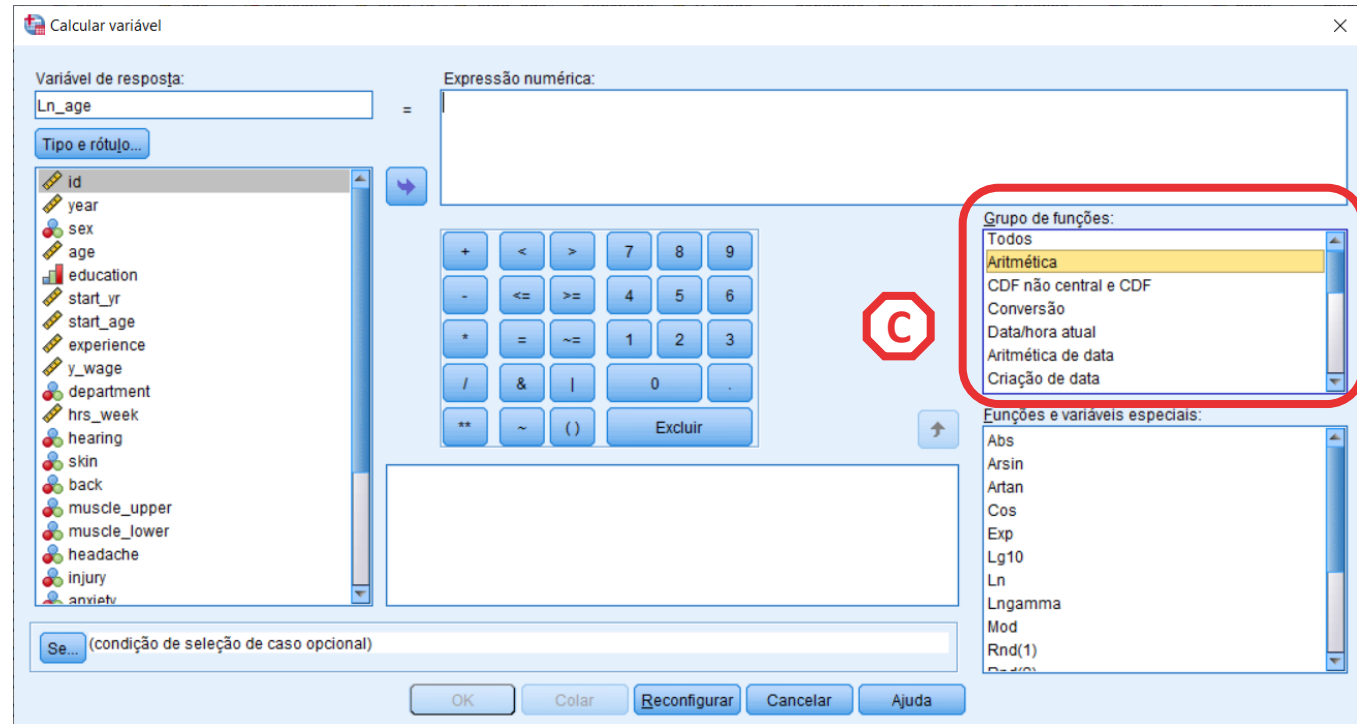 Calcular variável
Variável de resposta:
Ln_age
=
Expressão numérica:
Tipo e rótulo...
id
year
sex
age
education
start_yr
start_age
experience
y_wage
department
hrs_week
hearing
skin
back
muscle_upper
muscle_lower
headache
injury
anxiety
+ < > 7 8 9
- <= >= 4 5 6
* = ~= 1 2 3
/ & | 0 .
** ~ ( ) Excluir
C
Grupo de funções:
Todos
Aritmética
CDF não central e CDF
Conversão
Data/hora atual
Aritmética de data
Criação de data
Funções e variáveis especiais:
Abs
Arsin
Artan
Cos
Exp
Lg10
Ln
Lngamma
Mod
Rnd(1)
Rnd(2)
Se... (condição de seleção de caso opcional)
OK Colar Reconfigurar Cancelar Ajuda